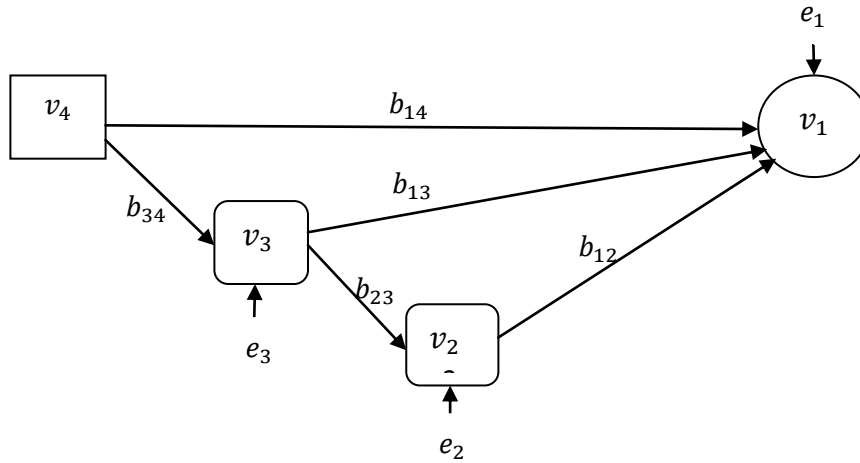 e₁
v₄
b₁₄
v₁
b₁₃
b₃₄
v₃
b₁₂
b₂₃
e₃
v₂
e₂